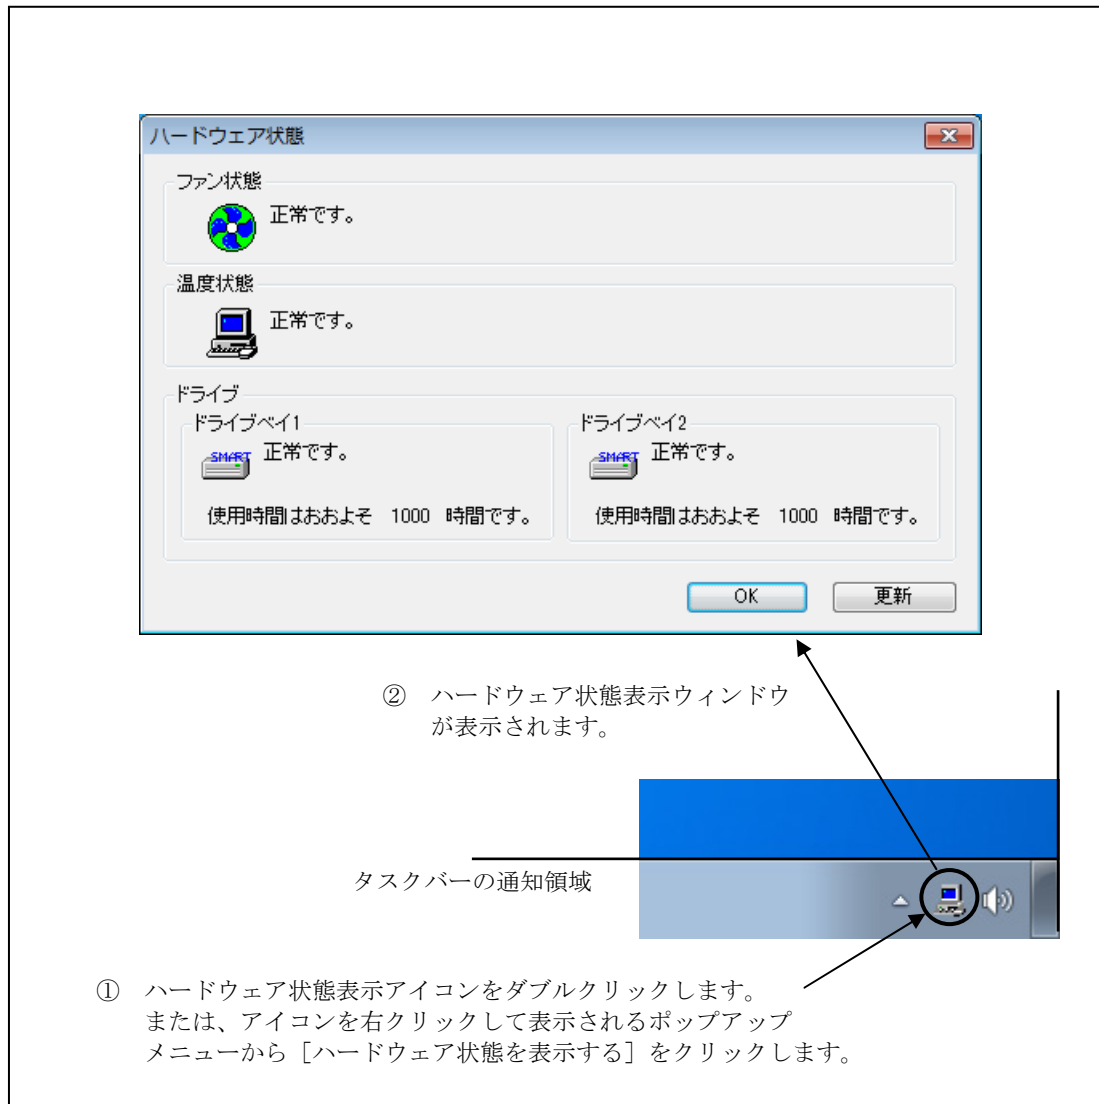 ハードウェア状態
ファン状態
正常です。
温度状態
正常です。
ドライブ
ドライブベイ1
SMART
正常です。
使用時間はおおよそ 1000 時間です。
ドライブベイ2
SMART
正常です。
使用時間はおおよそ 1000 時間です。
OK
更新
② ハードウェア状態表示ウィンドウ
が表示されます。
タスクバーの通知領域
① ハードウェア状態表示アイコンをダブルクリックします。
または、アイコンを右クリックして表示されるポップアップ
メニューから［ハードウェア状態を表示する］をクリックします。